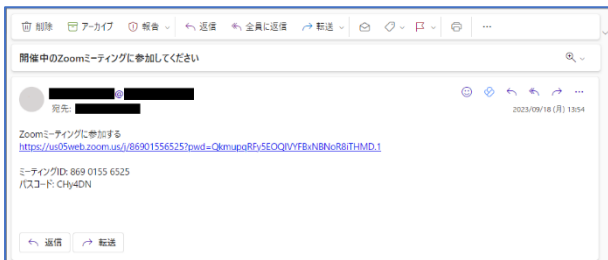 削除 アーカイブ 報告 返信 全員に返信 転送 ...
開催中のZoomミーティングに参加してください
@
宛先:
2023/09/18 (月) 13:54
Zoomミーティングに参加する
https://us05web.zoom.us/j/86901556525?pwd=QkmupqRFy5EOQIVYFBxNBNoR8iTHMD.1
ミーティングID: 869 0155 6525
パスコード: CHy4DN
返信 転送